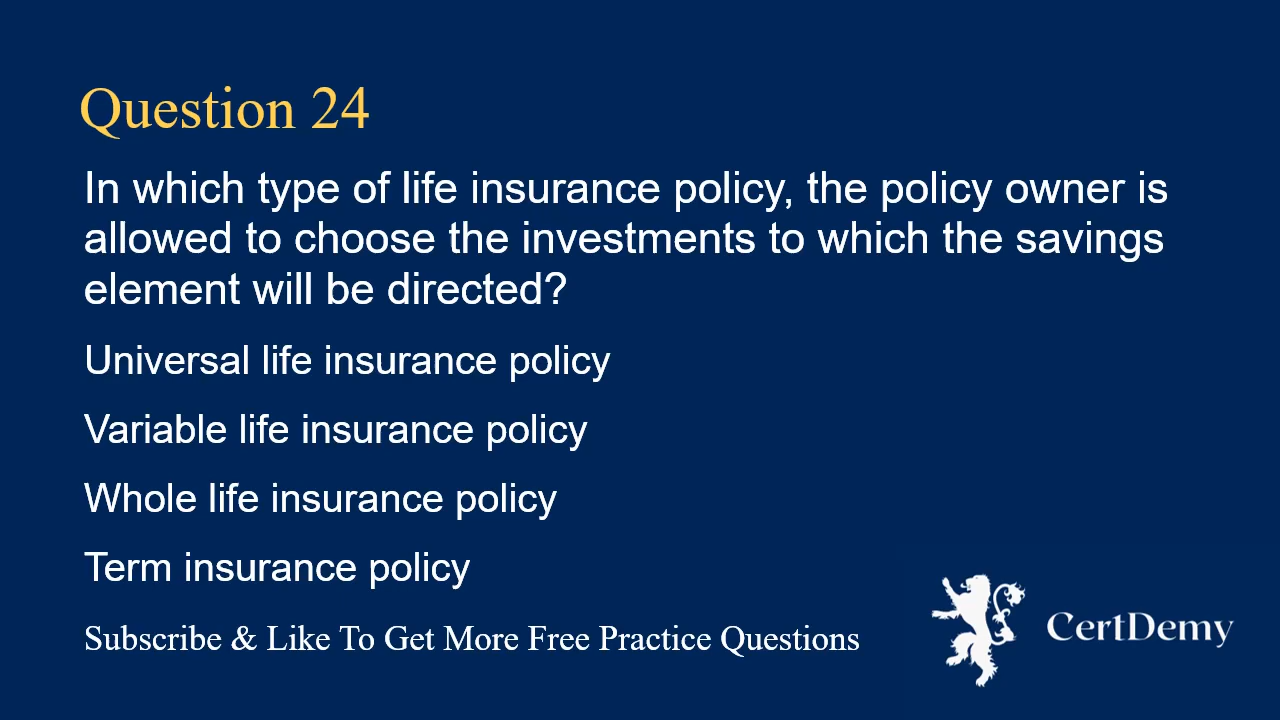 Question 24
In which type of life insurance policy, the policy owner is
allowed to choose the investments to which the savings
element will be directed?
Universal life insurance policy
Variable life insurance policy
Whole life insurance policy
Term insurance policy
Subscribe & Like To Get More Free Practice Questions
CertDemy